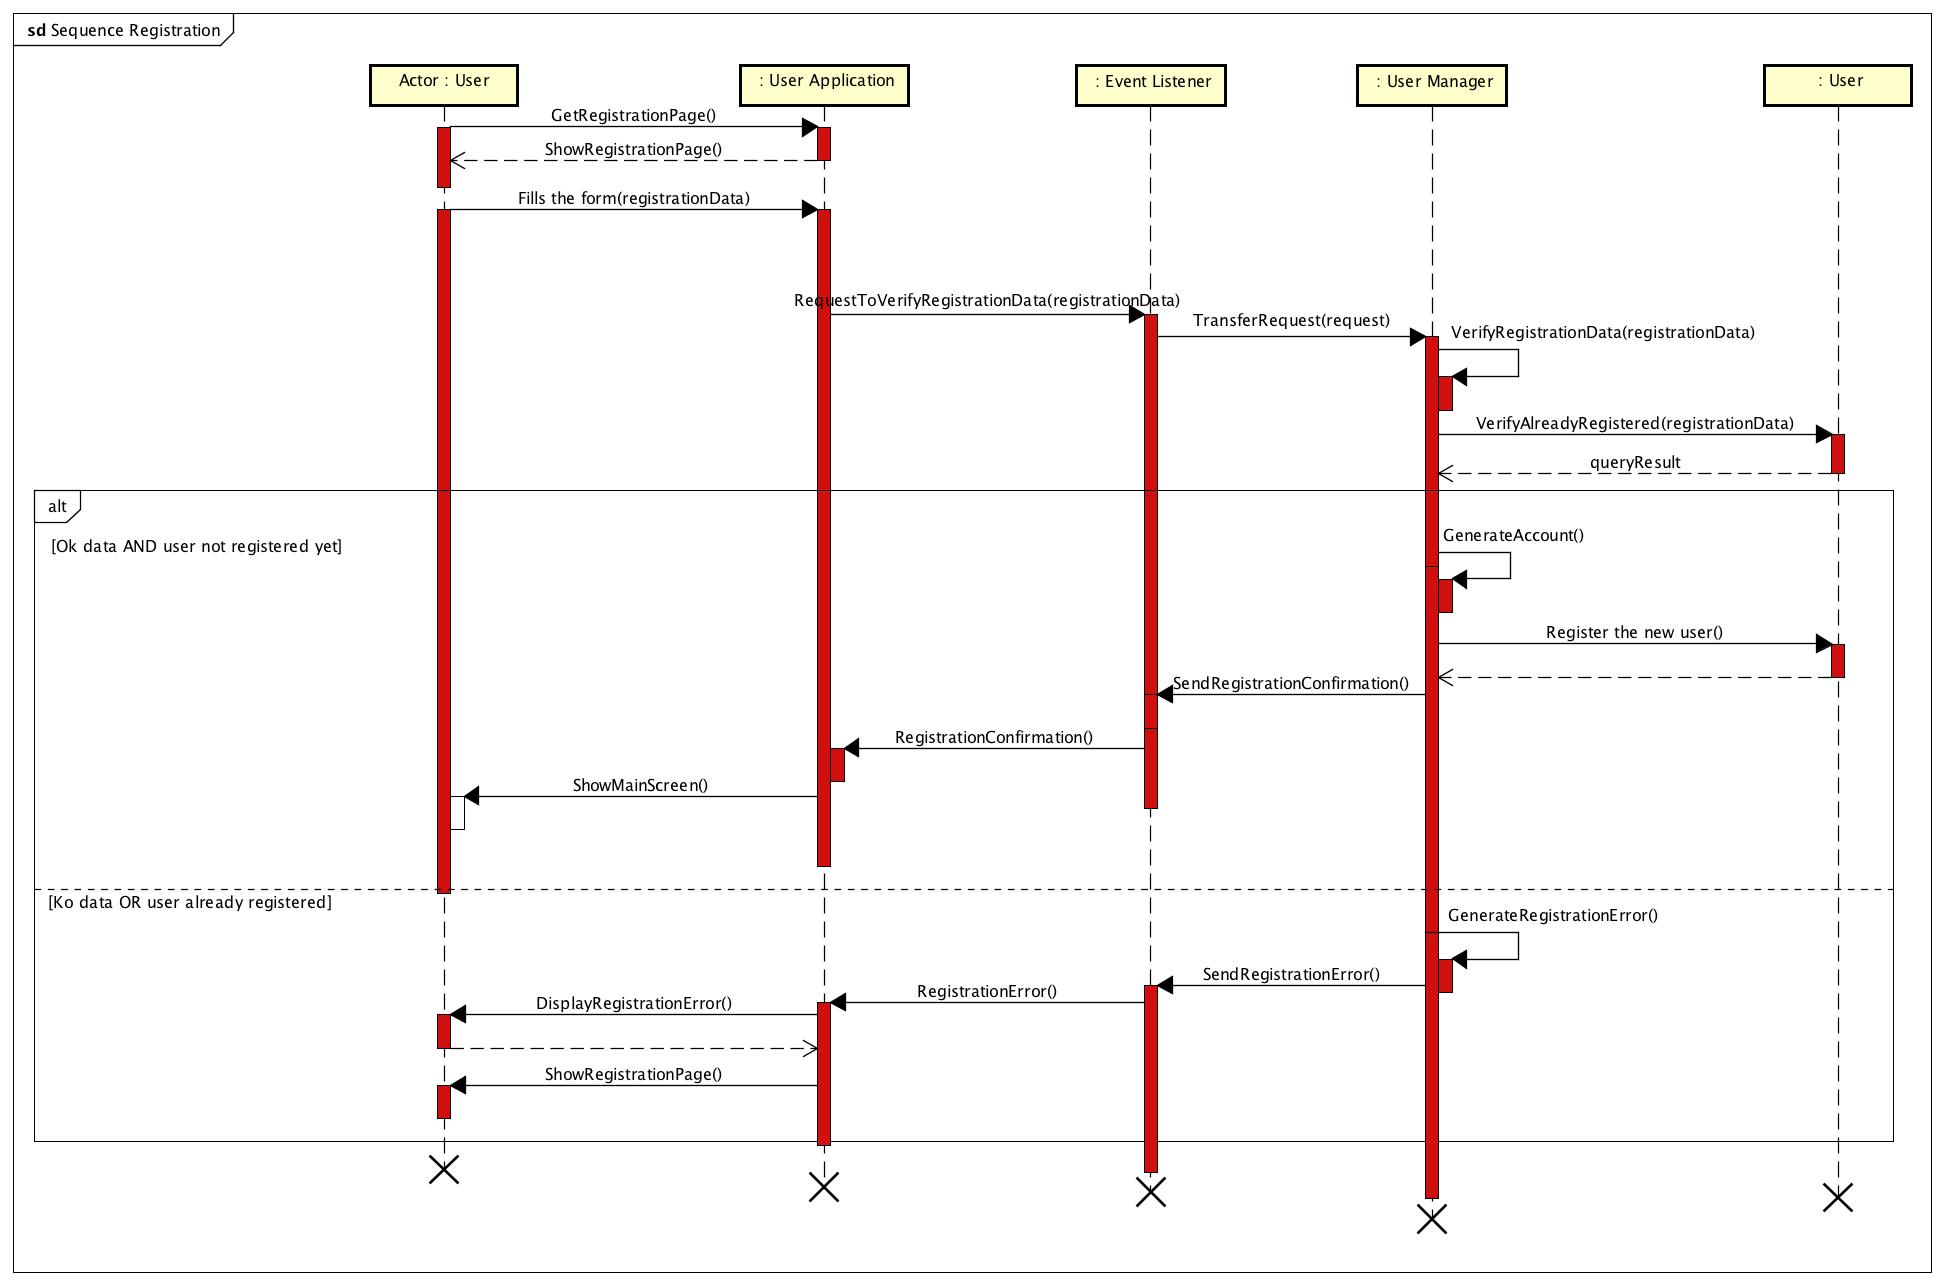 sd Sequence Registration
Actor : User
: User Application
: Event Listener
: User Manager
: User
GetRegistrationPage()
ShowRegistrationPage()
Fills the form(registrationData)
RequestToVerifyRegistrationData(registrationData)
TransferRequest(request)
VerifyRegistrationData(registrationData)
VerifyAlreadyRegistered(registrationData)
queryResult
alt
[Ok data AND user not registered yet]
GenerateAccount()
Register the new user()
SendRegistrationConfirmation()
RegistrationConfirmation()
ShowMainScreen()
[Ko data OR user already registered]
GenerateRegistrationError()
SendRegistrationError()
RegistrationError()
DisplayRegistrationError()
ShowRegistrationPage()